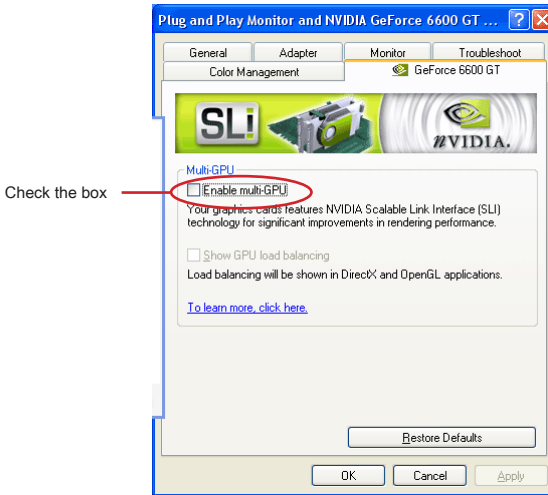 Plug and Play Monitor and NVIDIA GeForce 6600 GT ...
General Adapter Monitor Troubleshoot
Color Management GeForce 6600 GT
SLi NVIDIA.
Multi-GPU
Check the box
Enable multi-GPU
Your graphics cards features NVIDIA Scalable Link Interface (SLI)
technology for significant improvements in rendering performance.
Show GPU load balancing
Load balancing will be shown in DirectX and OpenGL applications.
To learn more, click here.
Restore Defaults
OK Cancel Apply